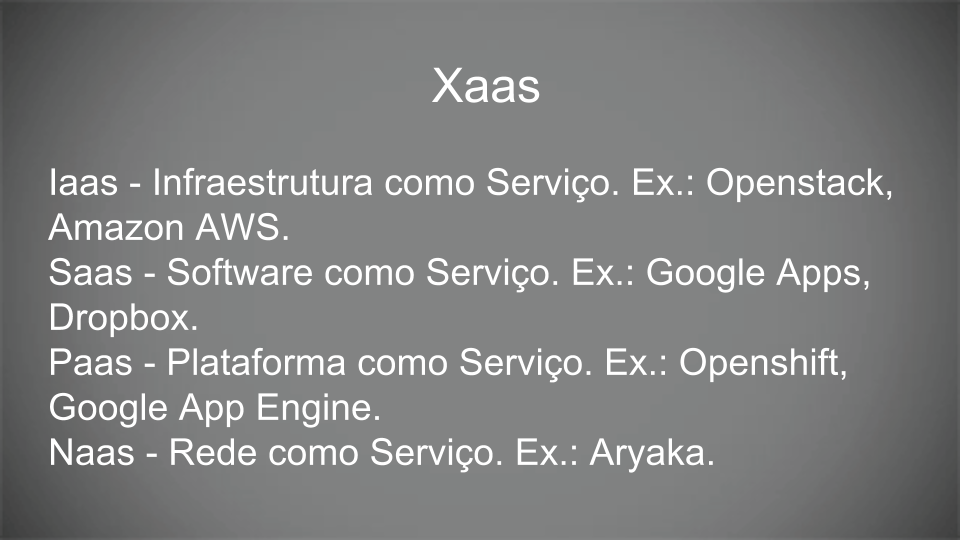 Xaas
Iaas - Infraestrutura como Serviço. Ex.: Openstack,
Amazon AWS.
Saas - Software como Serviço. Ex.: Google Apps,
Dropbox.
Paas - Plataforma como Serviço. Ex.: Openshift,
Google App Engine.
Naas - Rede como Serviço. Ex.: Aryaka.